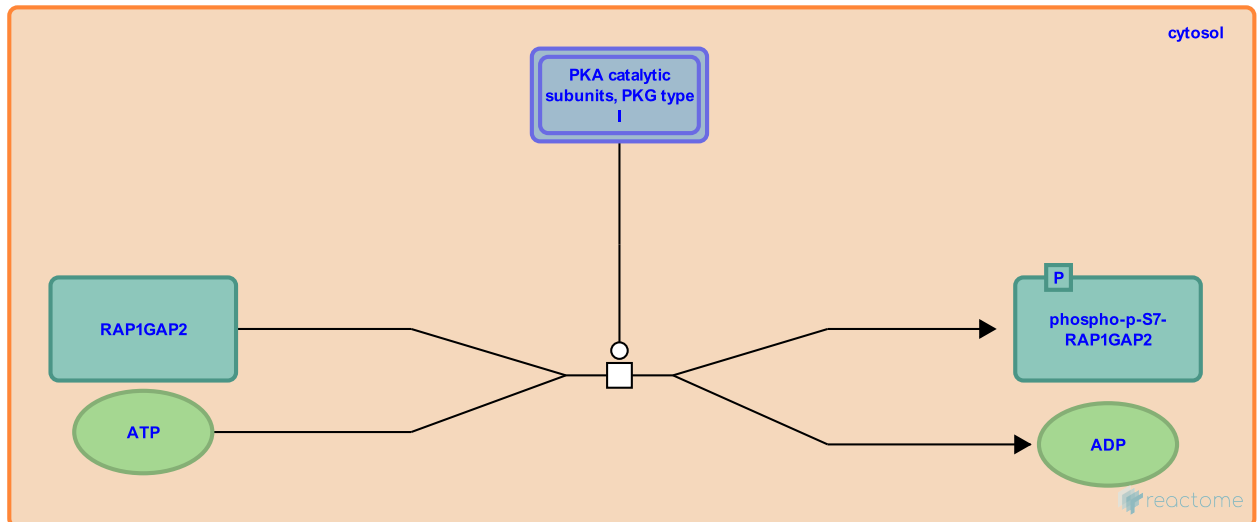 cytosol
PKA catalytic
subunits, PKG type
I
RAP1GAP2
P
phospho-p-S7-
RAP1GAP2
ATP
ADP
reactome